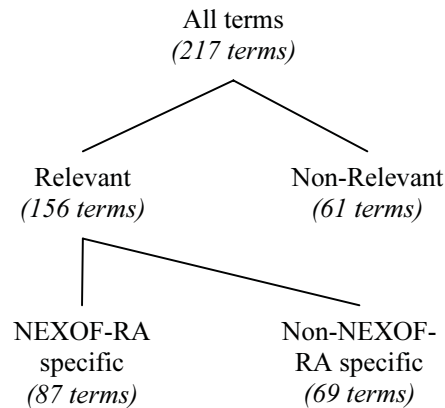 All terms
(217 terms)
Relevant
(156 terms)
Non-Relevant
(61 terms)
NEXOF-RA
specific
(87 terms)
Non-NEXOF-
RA specific
(69 terms)